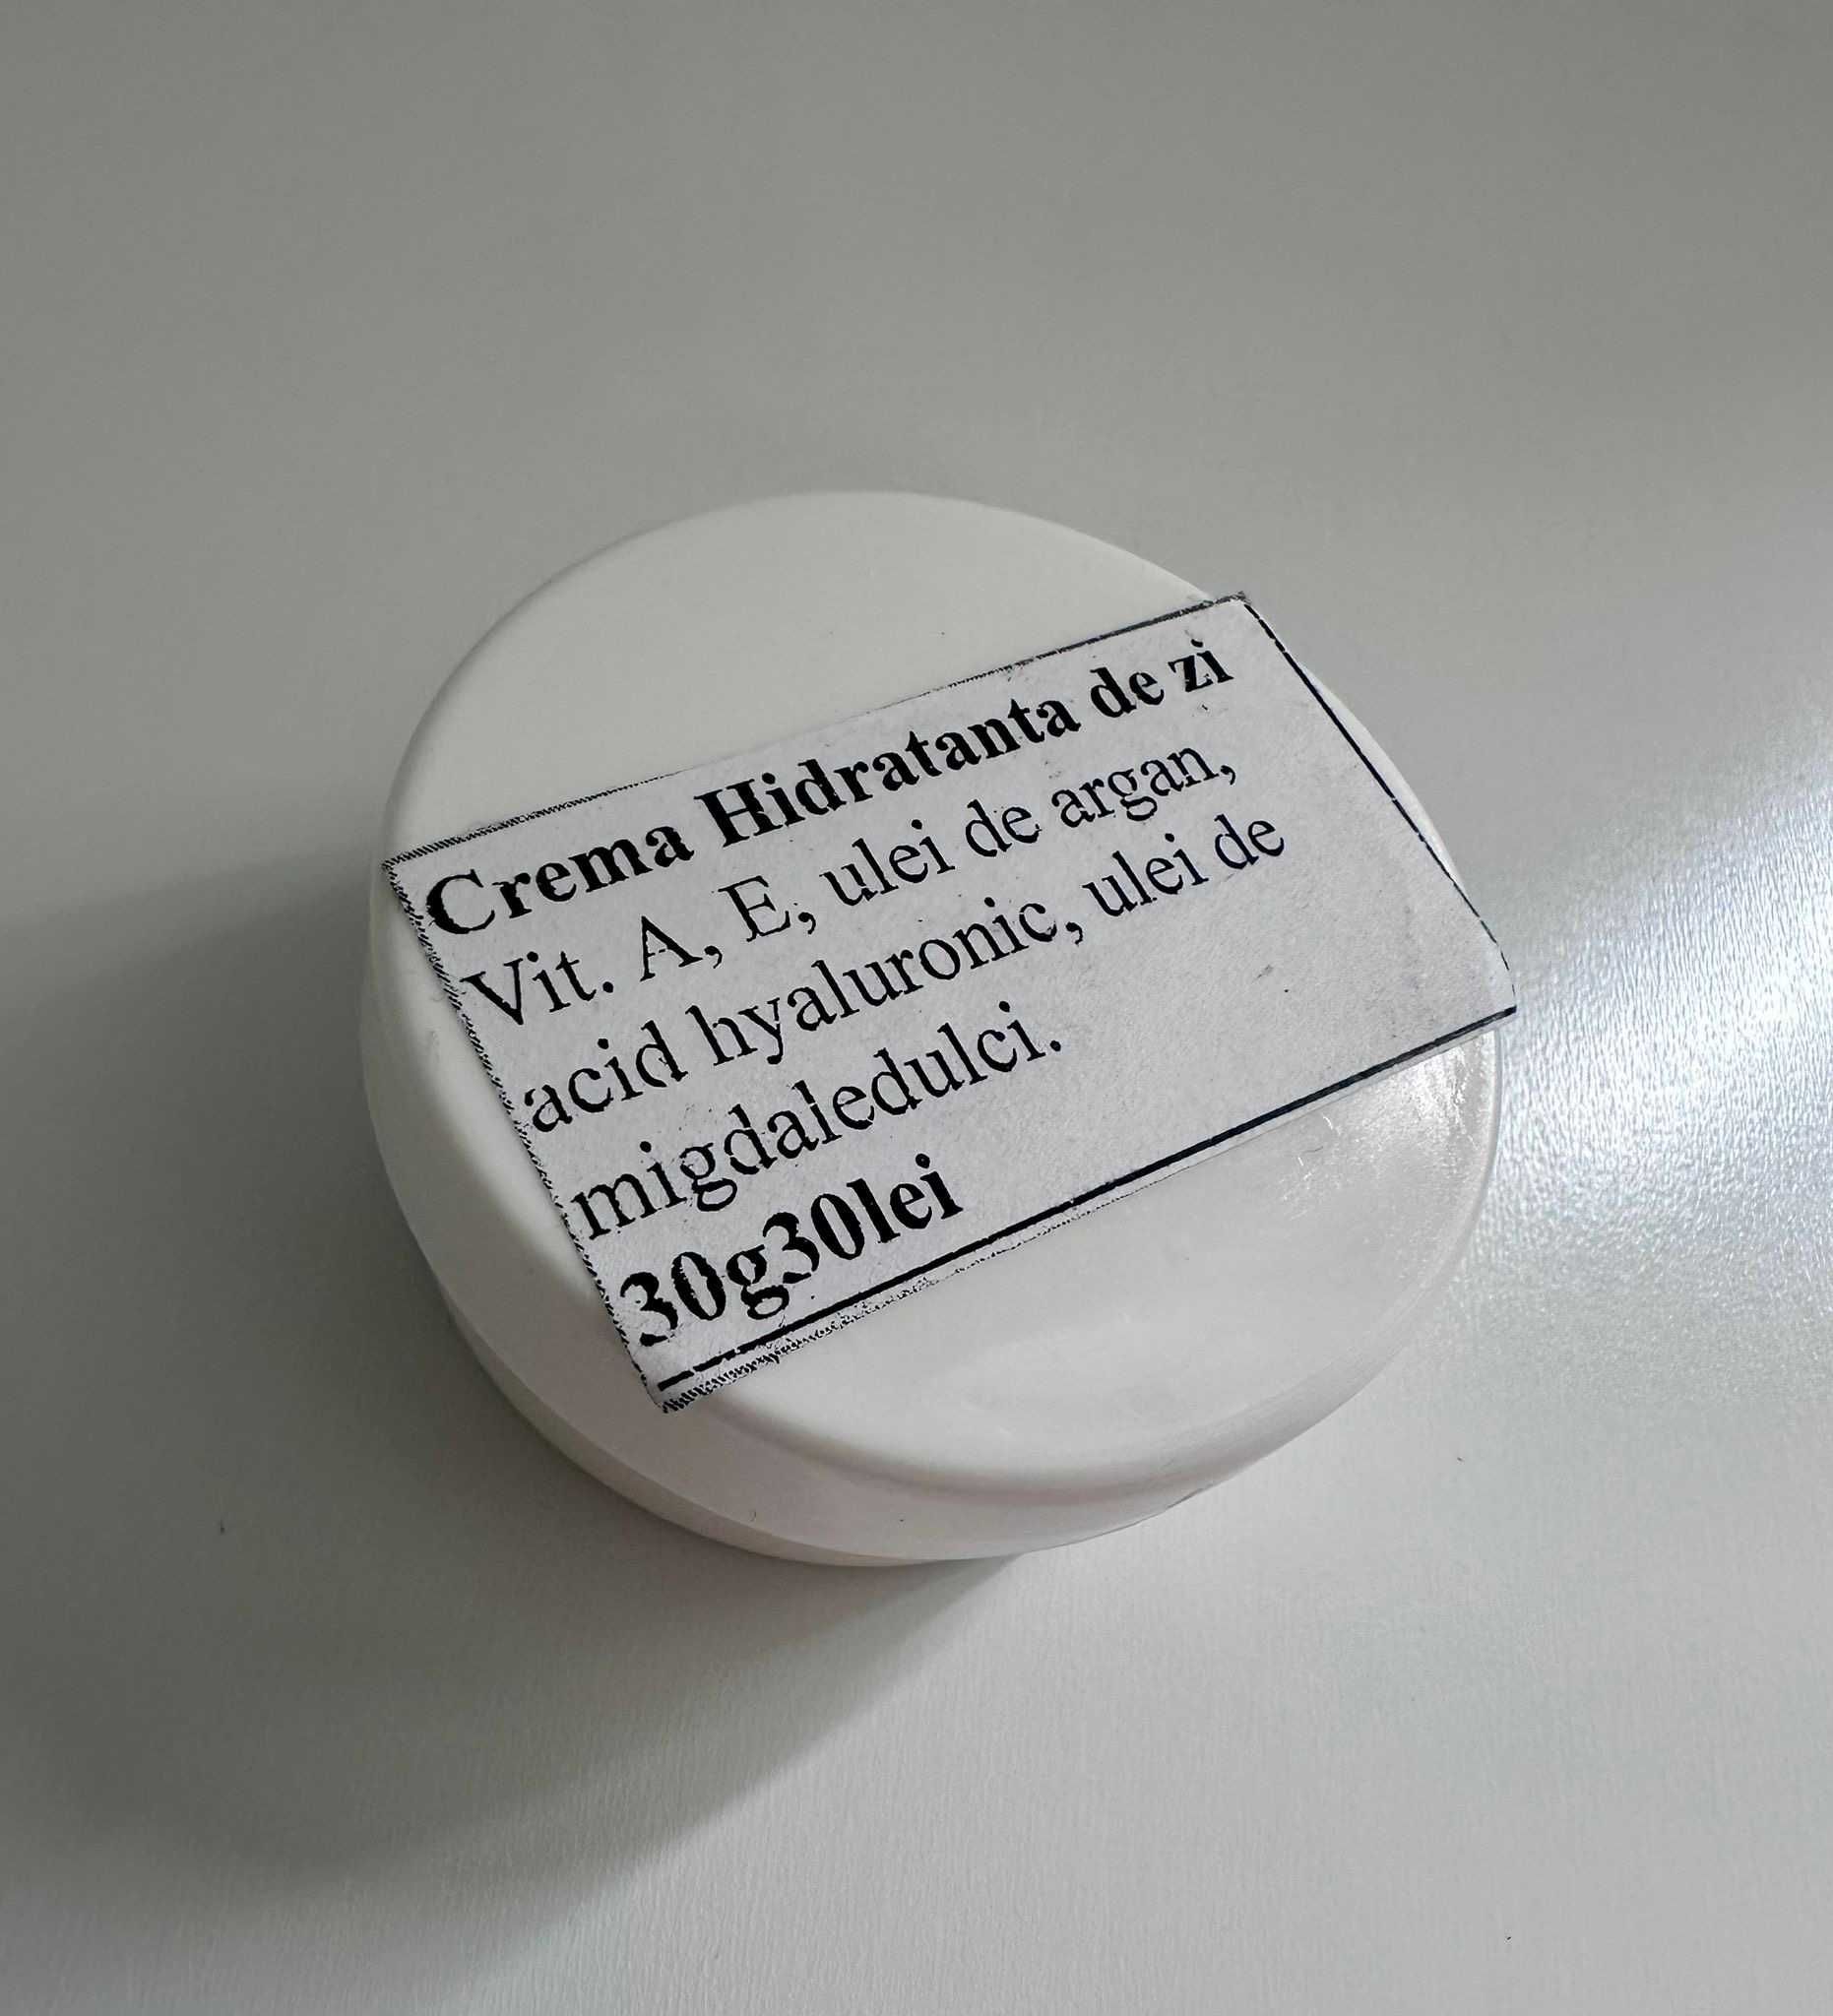 Crema Hidratanta de zi
Vit. A, E, ulei de argan,
acid hyaluronic, ulei de
migdaledulci.
30g30lei